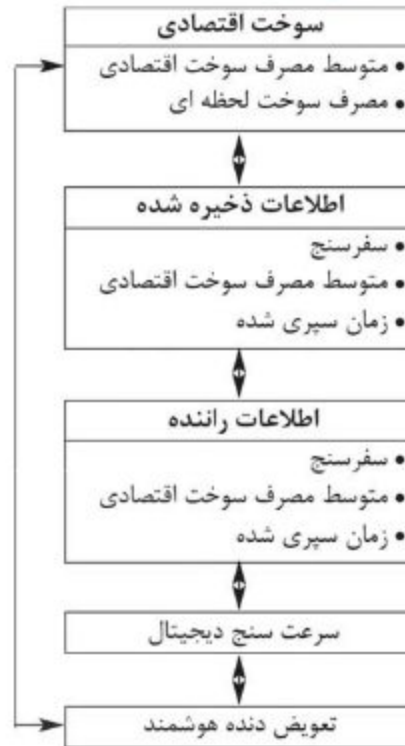 سوخت اقتصادی
• متوسط مصرف سوخت اقتصادی
• مصرف سوخت لحظه ای
اطلاعات ذخیره شده
• سفرسنج
• متوسط مصرف سوخت اقتصادی
• زمان سپری شده
اطلاعات راننده
• سفرسنج
• متوسط مصرف سوخت اقتصادی
• زمان سپری شده
سرعت سنج دیجیتال
تعویض دنده هوشمند